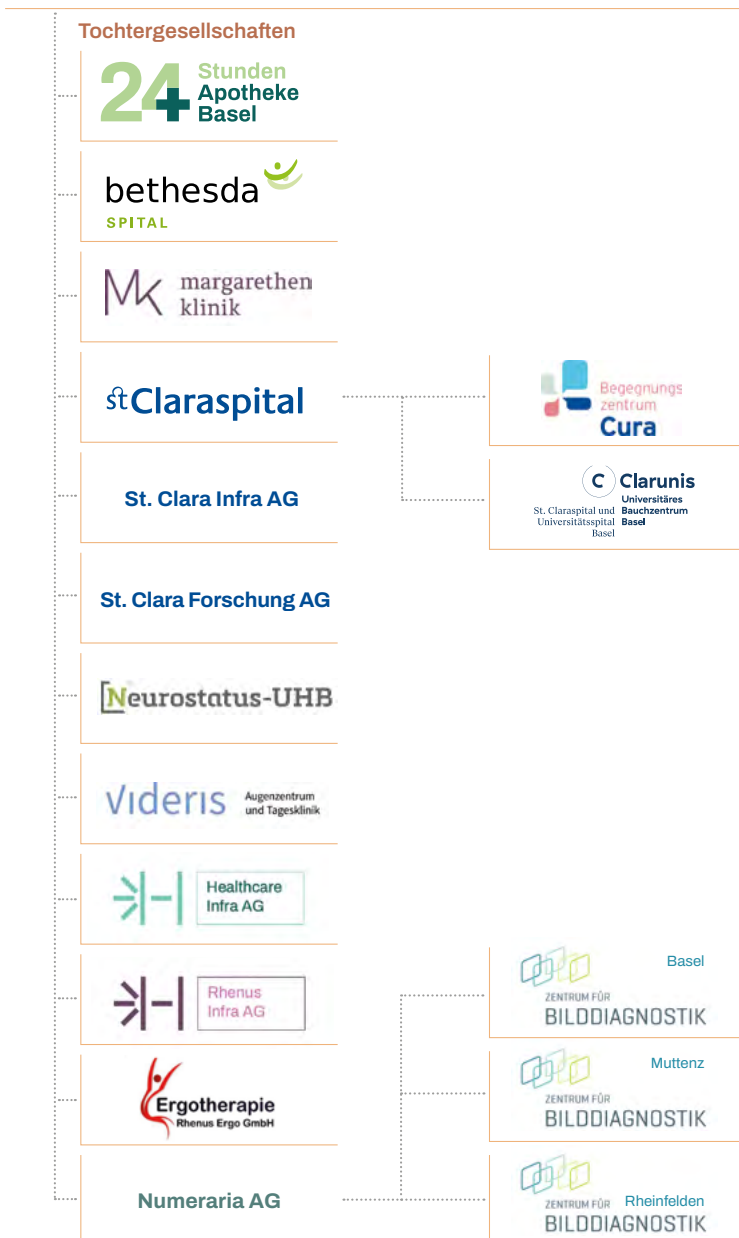 Tochtergesellschaften
24 Stunden
Apotheke
Basel
bethesda
SPITAL
MK margarethen
klinik
st Claraspital
Begegnungs
zentrum
Cura
C Clarunis
Universitäres
St. Claraspital und Bauchzentrum
Universitätsspital Basel
Basel
St. Clara Infra AG
St. Clara Forschung AG
Neurostatus-UHB
Videris Augenzentrum
und Tagesklinik
Healthcare
Infra AG
Rhenus
Infra AG
Basel
ZENTRUM FÜR
BILDDIAGNOSTIK
Ergotherapie
Rhenus Ergo GmbH
Muttenz
ZENTRUM FÜR
BILDDIAGNOSTIK
Numeraria AG
ZENTRUM FÜR Rheinfelden
BILDDIAGNOSTIK